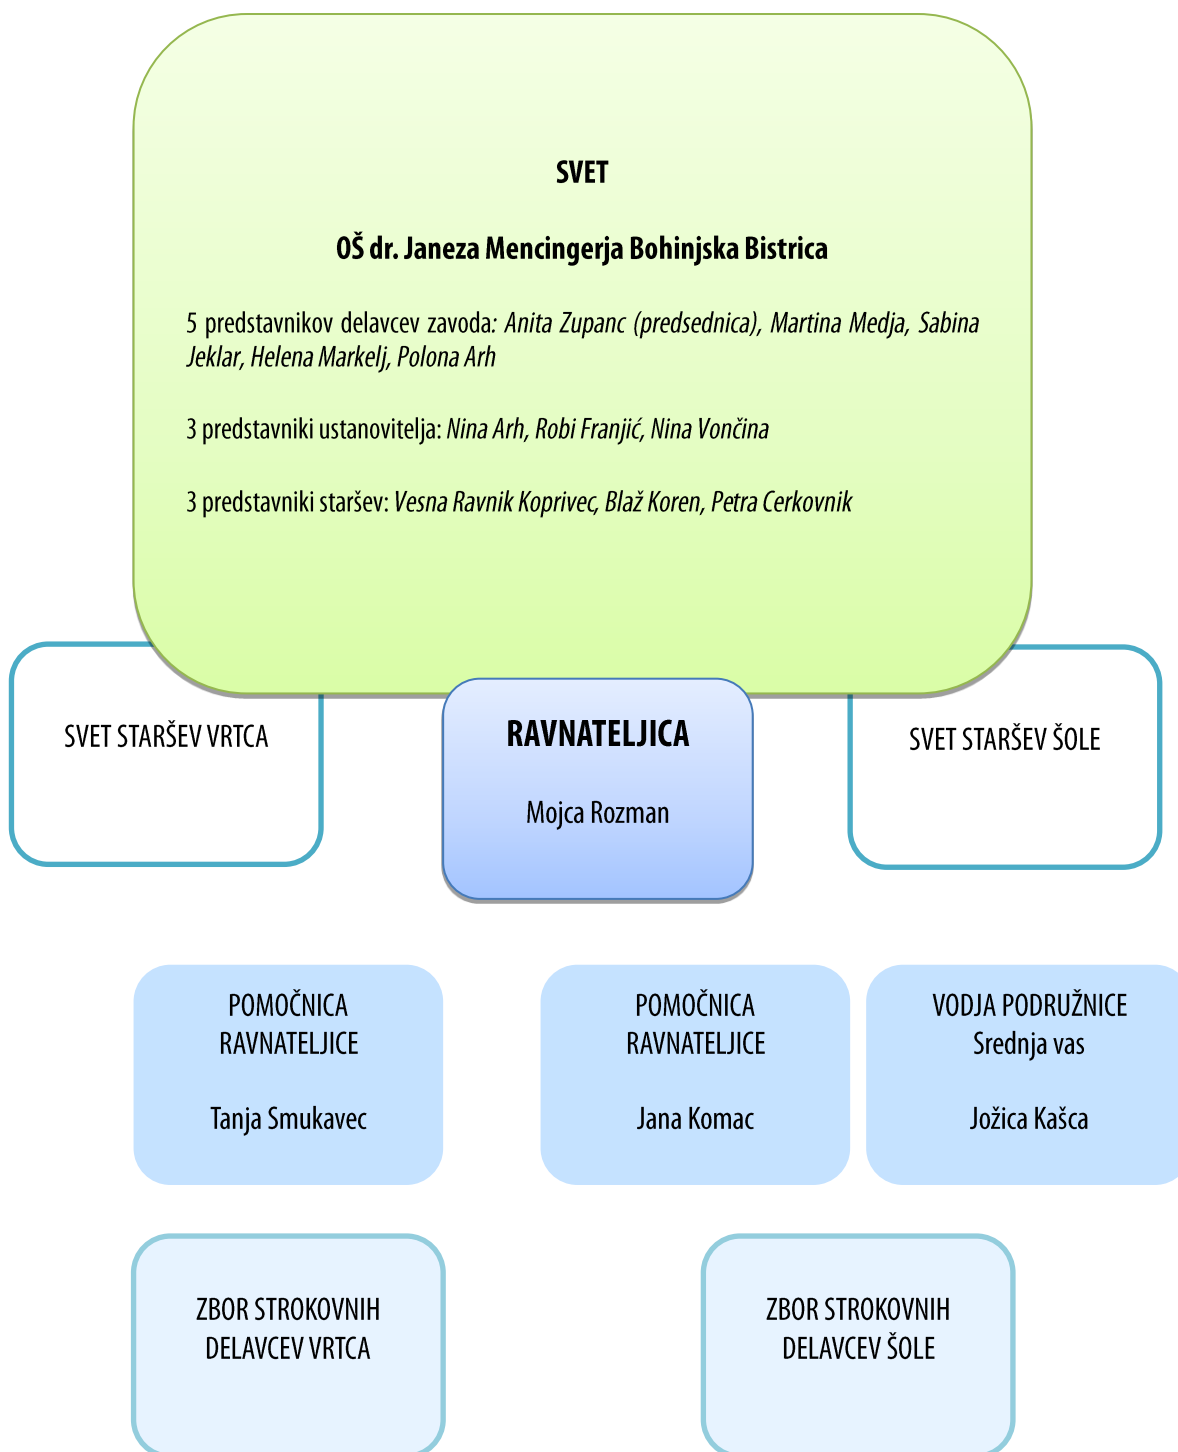 SVET
OŠ dr. Janeza Mencingerja Bohinjska Bistrica
5 predstavnikov delavcev zavoda: Anita Zupanc (predsednica), Martina Medja, Sabina
Jeklar, Helena Markelj, Polona Arh
3 predstavniki ustanovitelja: Nina Arh, Robi Franjić, Nina Vončina
3 predstavniki staršev: Vesna Ravnik Koprivec, Blaž Koren, Petra Cerkovnik
SVET STARŠEV VRTCA
RAVNATELJICA
Mojca Rozman
SVET STARŠEV ŠOLE
POMOČNICA
RAVNATELJICE
Tanja Smukavec
POMOČNICA
RAVNATELJICE
Jana Komac
VODJA PODRUŽNICE
Srednja vas
Jožica Kašca
ZBOR STROKOVNIH
DELAVCEV VRTCA
ZBOR STROKOVNIH
DELAVCEV ŠOLE